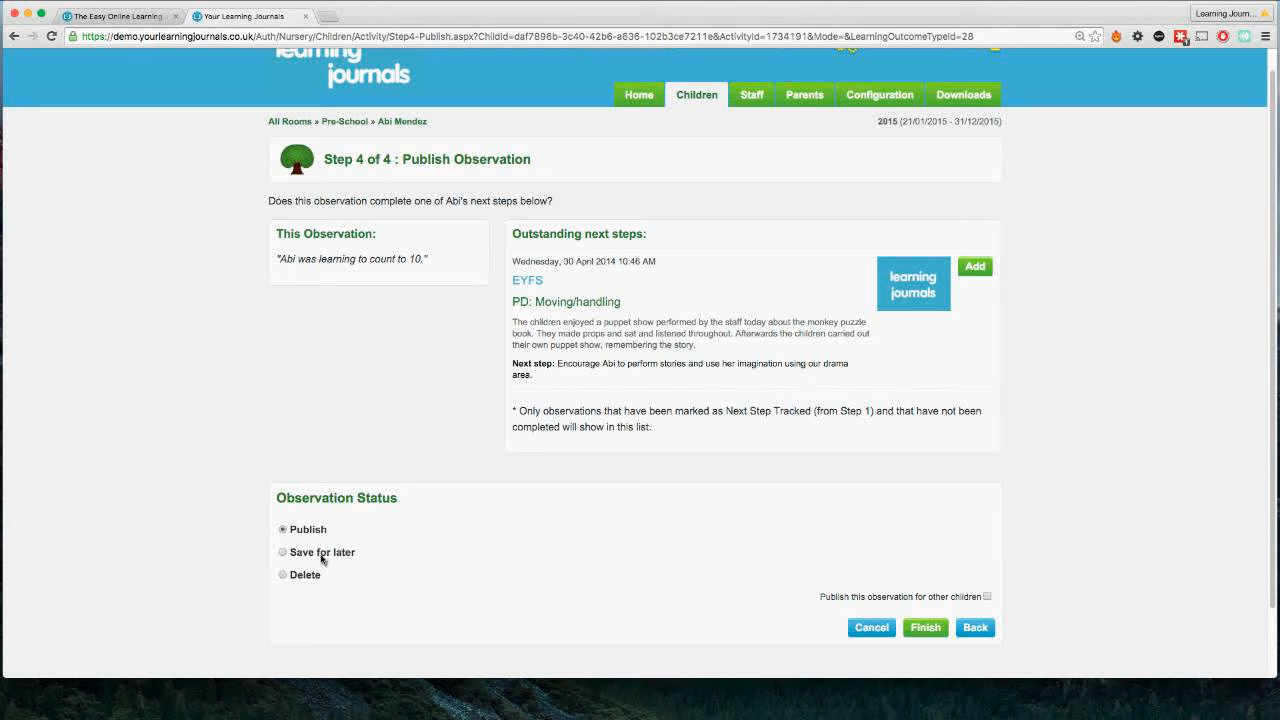 The Easy Online Learning
Your Learning Journals
Learning Journ...
https://demo.yourlearningjournals.co.uk/Auth/Nursery/Children/Activity/Step4-Publish.aspx?ChildId=daf7896b-3c40-42b6-a636-102b3ce7211e&ActivityId=1734191&Mode=&LearningOutcomeTypeId=28
learning
journals
Home
Children
Staff
Parents
Configuration
Downloads
All Rooms » Pre-School » Abi Mendez
2015 (21/01/2015 - 31/12/2015)
Step 4 of 4 : Publish Observation
Does this observation complete one of Abi's next steps below?
This Observation:
"Abi was learning to count to 10."
Outstanding next steps:
Wednesday, 30 April 2014 10:46 AM
EYFS
PD: Moving/handling
The children enjoyed a puppet show performed by the staff today about the monkey puzzle
book. They made props and sat and listened throughout. Afterwards the children carried out
their own puppet show, remembering the story.
Next step: Encourage Abi to perform stories and use her imagination using our drama
area.
learning
journals
Add
* Only observations that have been marked as Next Step Tracked (from Step 1) and that have not been
completed will show in this list.
Observation Status
Publish
Save for later
Delete
Publish this observation for other children
Cancel
Finish
Back